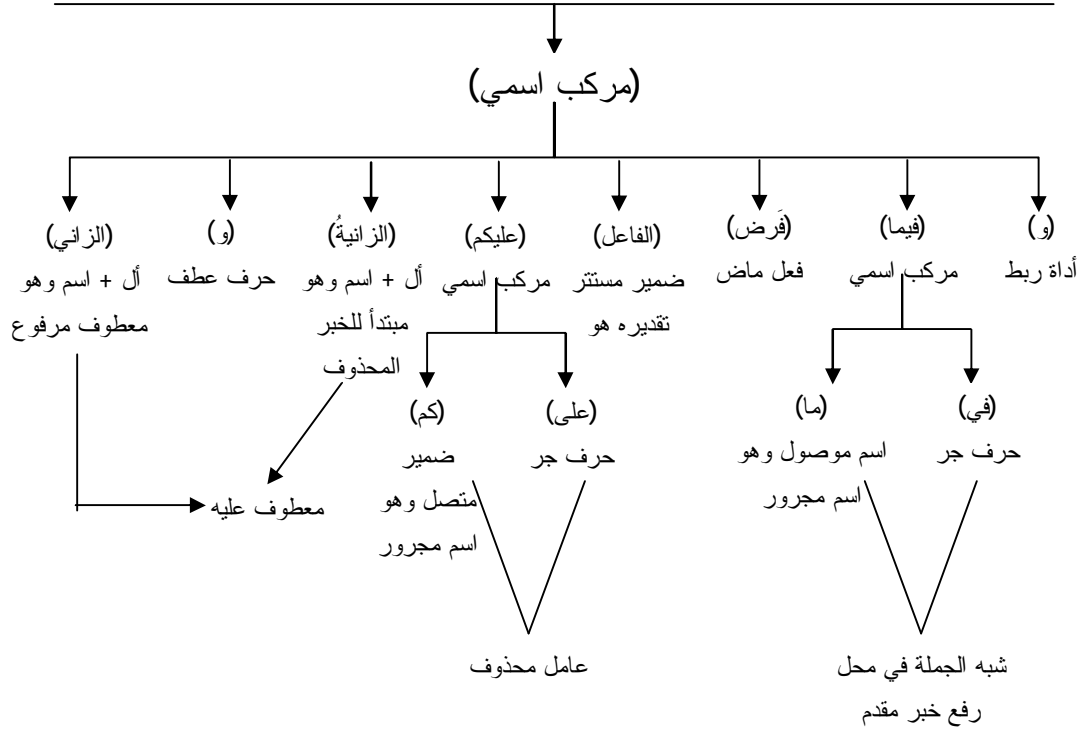 (مركب اسمي)
(و) (فيما) (فَرض) (الفاعل) (عليكم) (الزانيةُ) (و) (الزاني)
أداة ربط مركب اسمي فعل ماض ضمير مستتر مركب اسمي أل + اسم وهو حرف عطف أل + اسم وهو
تقديره هو مبتدأ للخبر معطوف مرفوع
المحذوف
(في) (ما) (على) (كم)
حرف جر اسم موصول وهو حرف جر ضمير
اسم مجرور متصل وهو معطوف عليه
اسم مجرور
شبه الجملة في محل عامل محذوف
رفع خبر مقدم